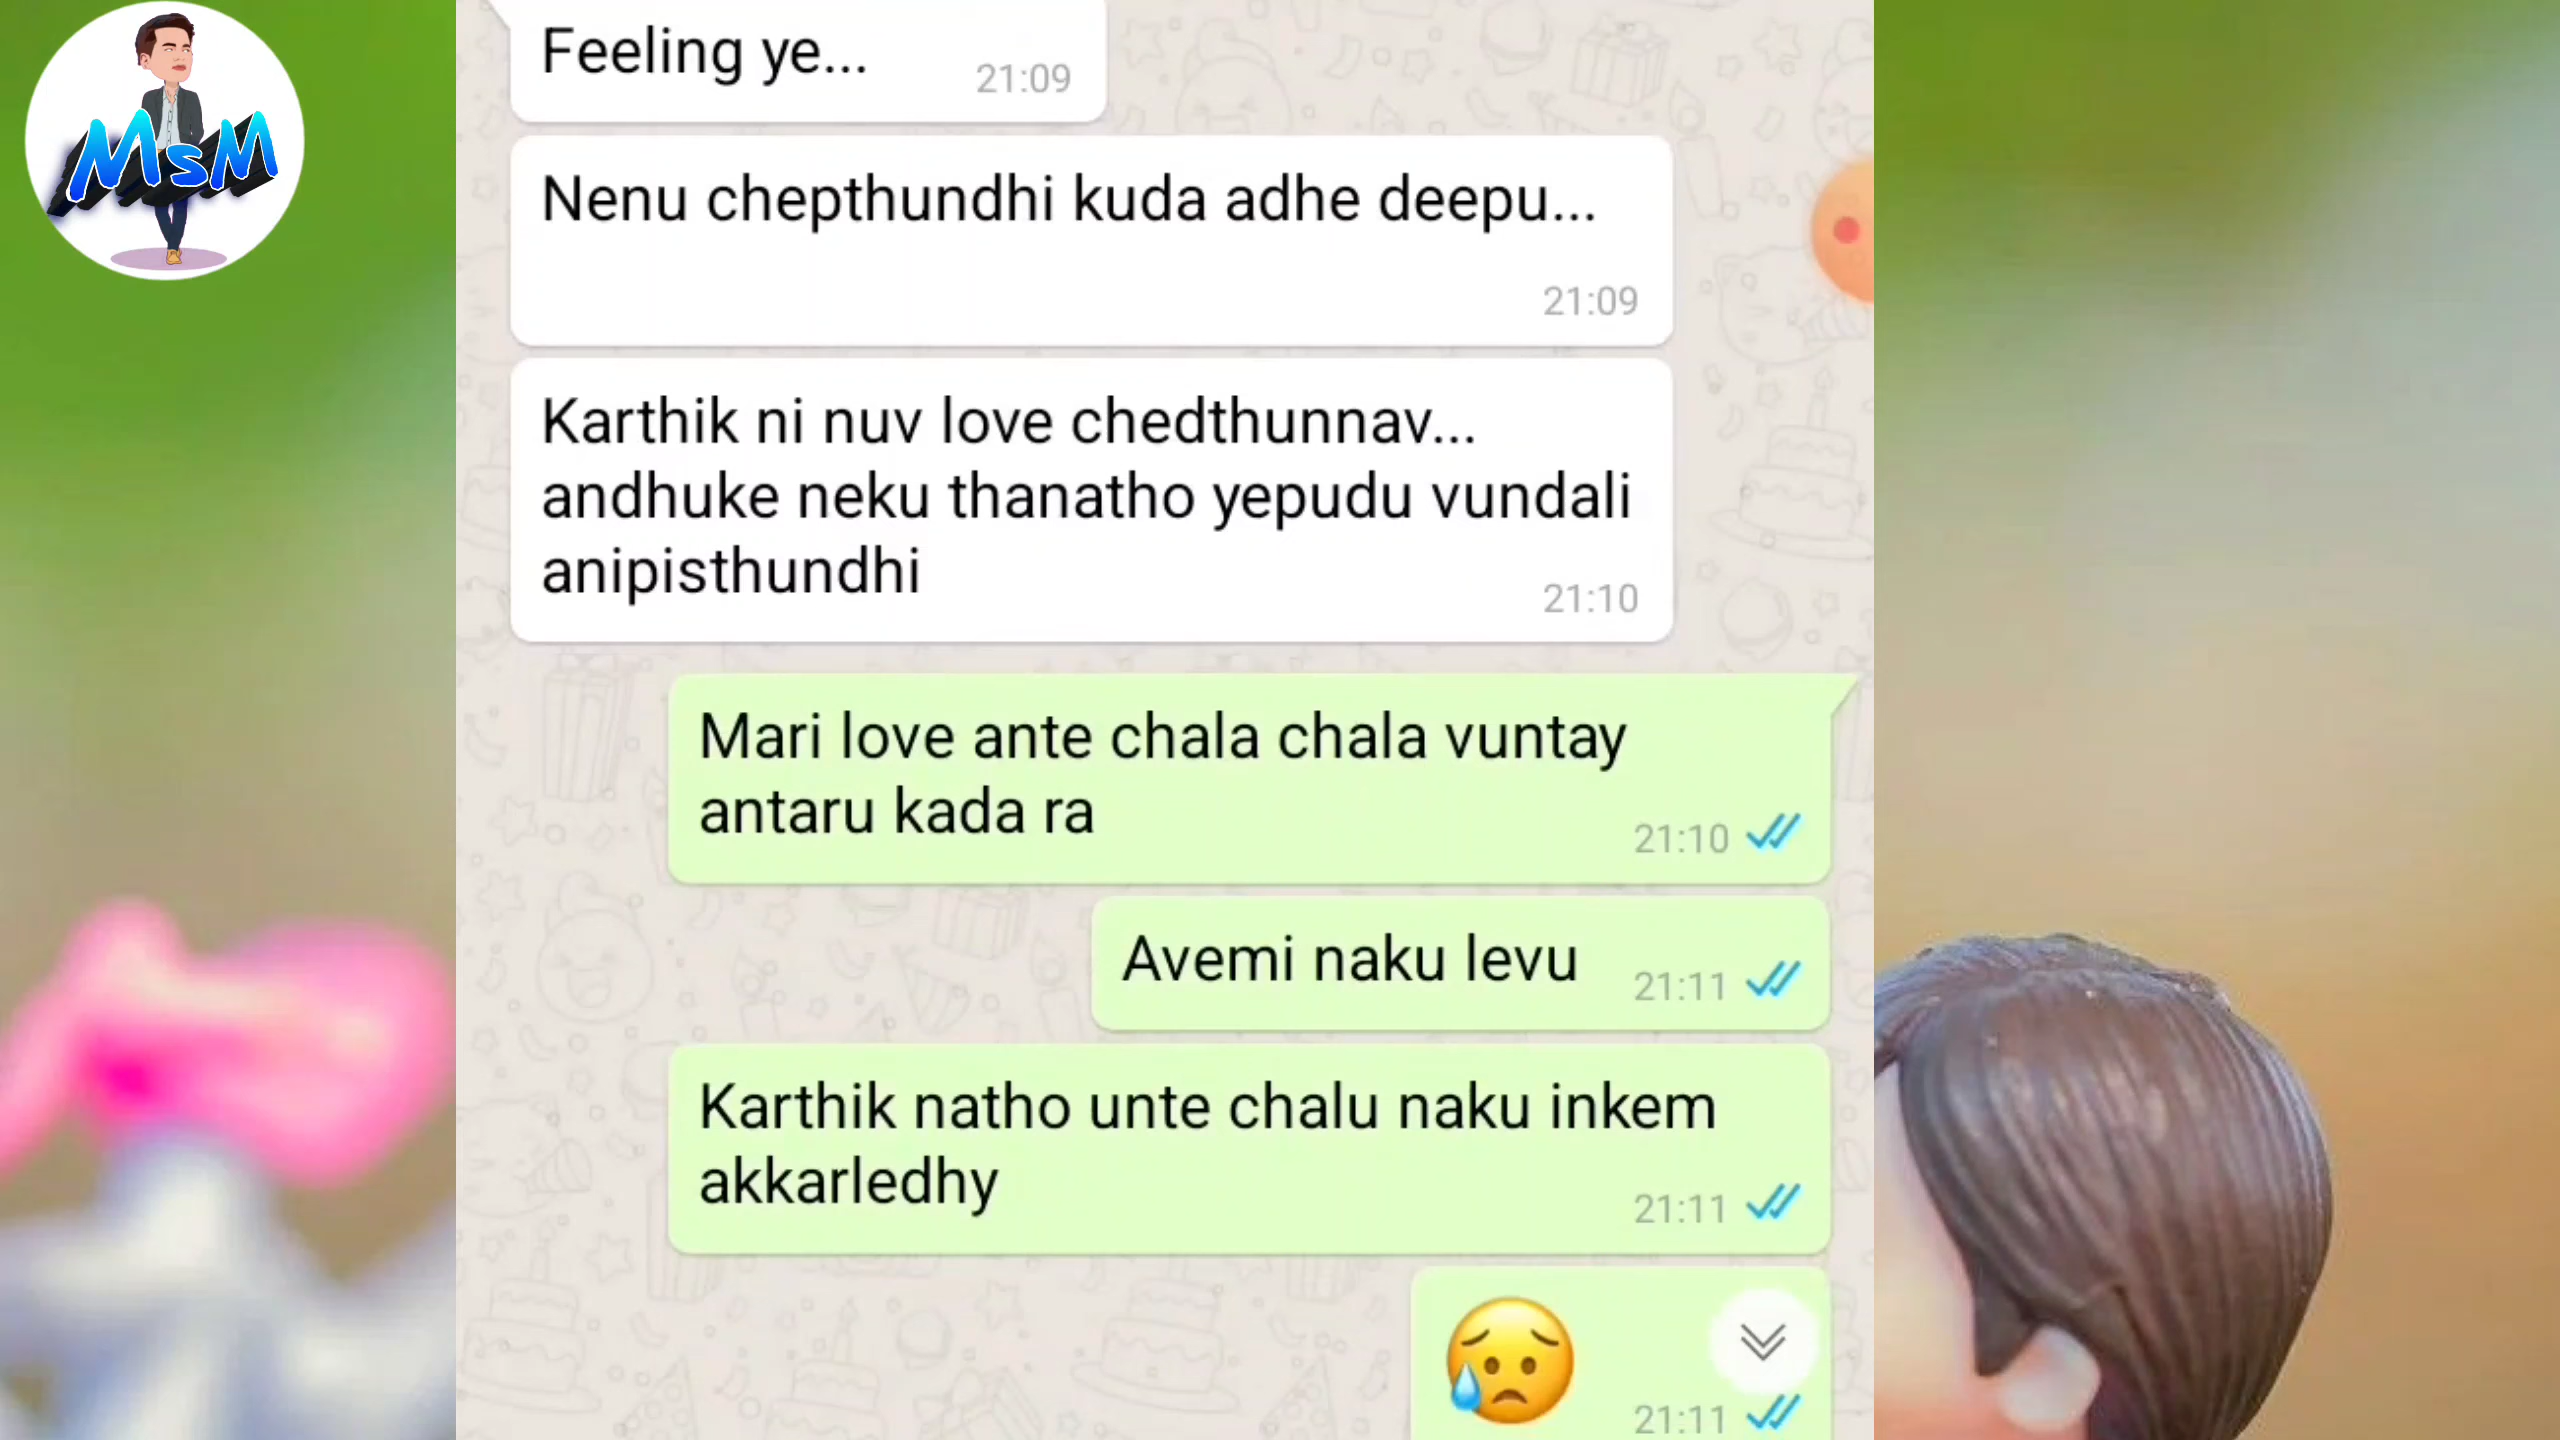 MsM
Feeling ye...
21:09
Nenu chepthundhi kuda adhe deepu...
21:09
Karthik ni nuv love chedthunnav...
andhuke neku thanatho yepudu vundali
anipisthundhi
21:10
Mari love ante chala chala vuntay
antaru kada ra
21:10
Avemi naku levu
21:11
Karthik natho unte chalu naku inkem
akkarledhy
21:11
21:11